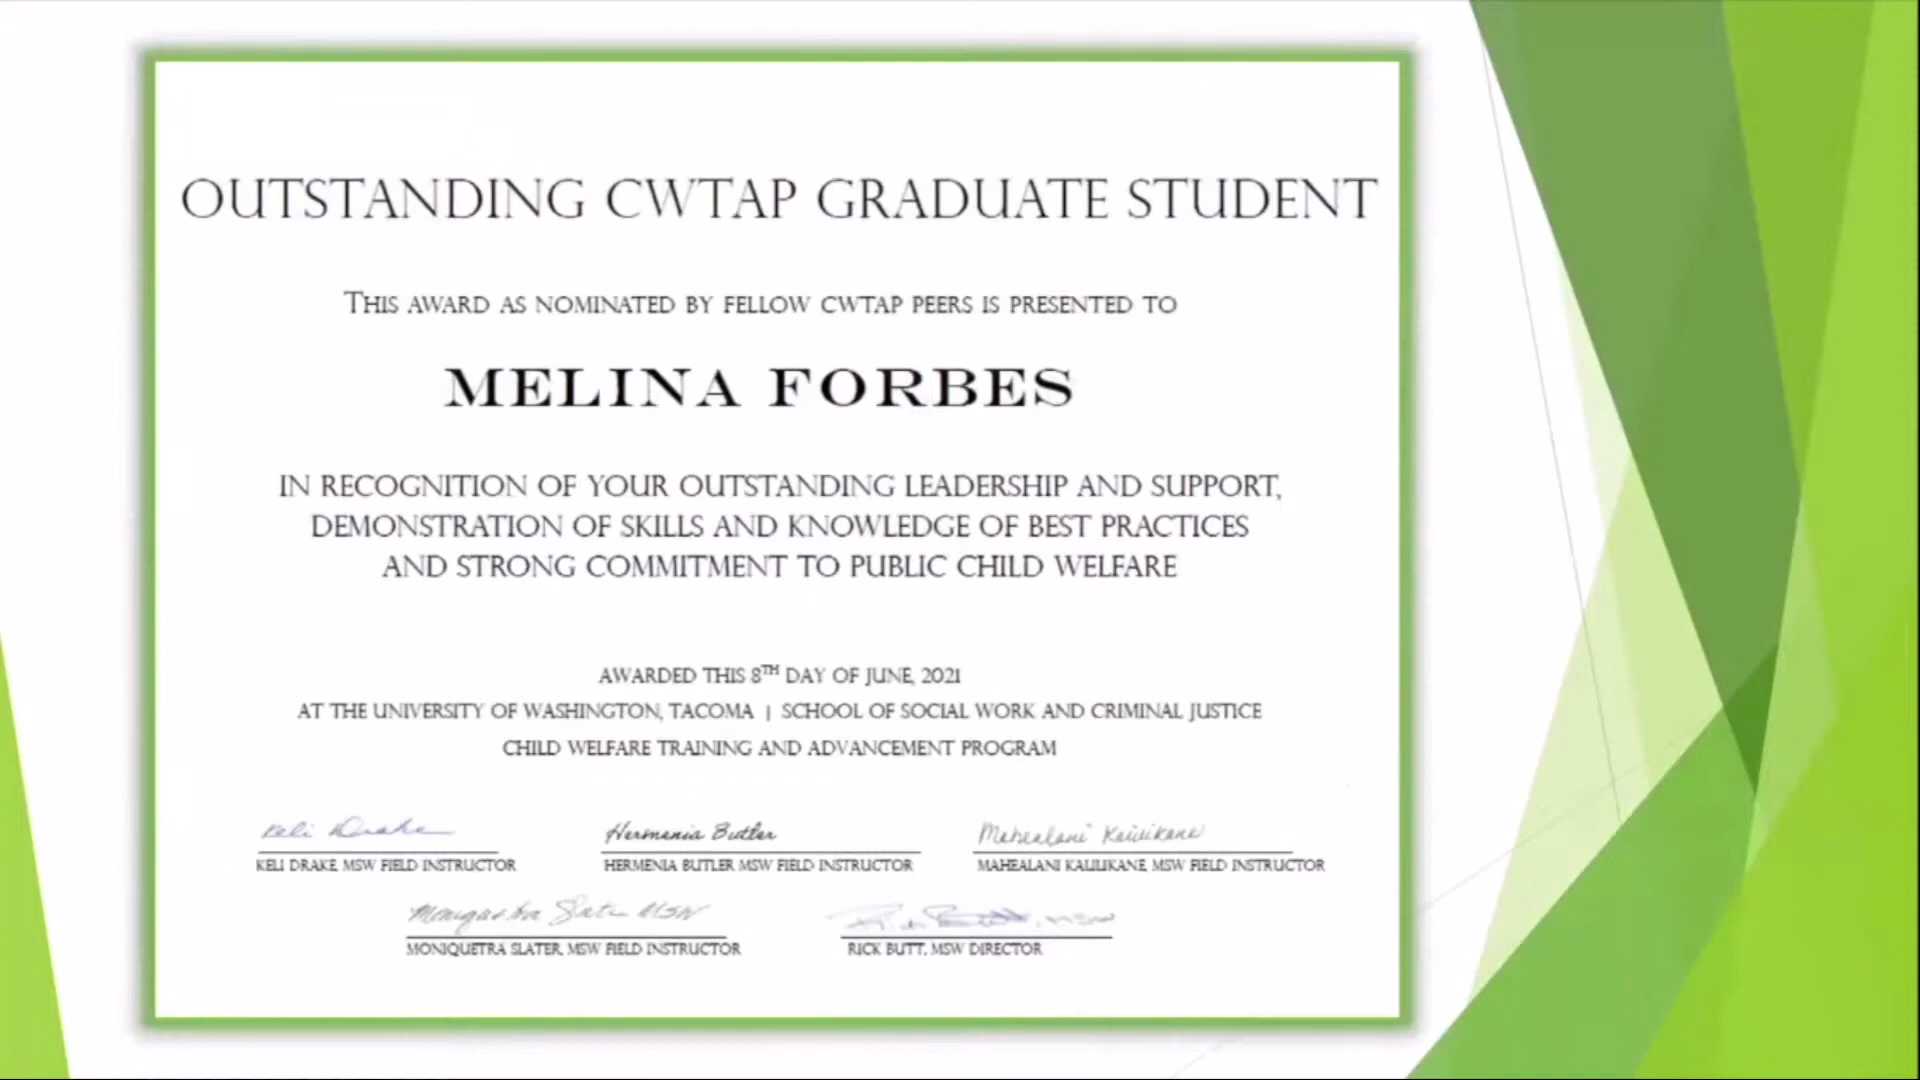 OUTSTANDING CWTAP GRADUATE STUDENT
THIS AWARD AS NOMINATED BY FELLOW CWTAP PEERS IS PRESENTED TO
MELINA FORBES
IN RECOGNITION OF YOUR OUTSTANDING LEADERSHIP AND SUPPORT,
DEMONSTRATION OF SKILLS AND KNOWLEDGE OF BEST PRACTICES
AND STRONG COMMITMENT TO PUBLIC CHILD WELFARE
AWARDED THIS 8TH DAY OF JUNE, 2021
AT THE UNIVERSITY OF WASHINGTON, TACOMA | SCHOOL OF SOCIAL WORK AND CRIMINAL JUSTICE
CHILD WELFARE TRAINING AND ADVANCEMENT PROGRAM
Keli Drake Hermenia Butler Mahealani Kaiulikane
KELI DRAKE, MSW FIELD INSTRUCTOR HERMENIA BUTLER MSW FIELD INSTRUCTOR MAHEALANI KALILIKANE, MSW FIELD INSTRUCTOR
Moniquetra Slater MSW MSW
MONIQUETRA SLATER, MSW FIELD INSTRUCTOR RICK BUTT, MSW DIRECTOR